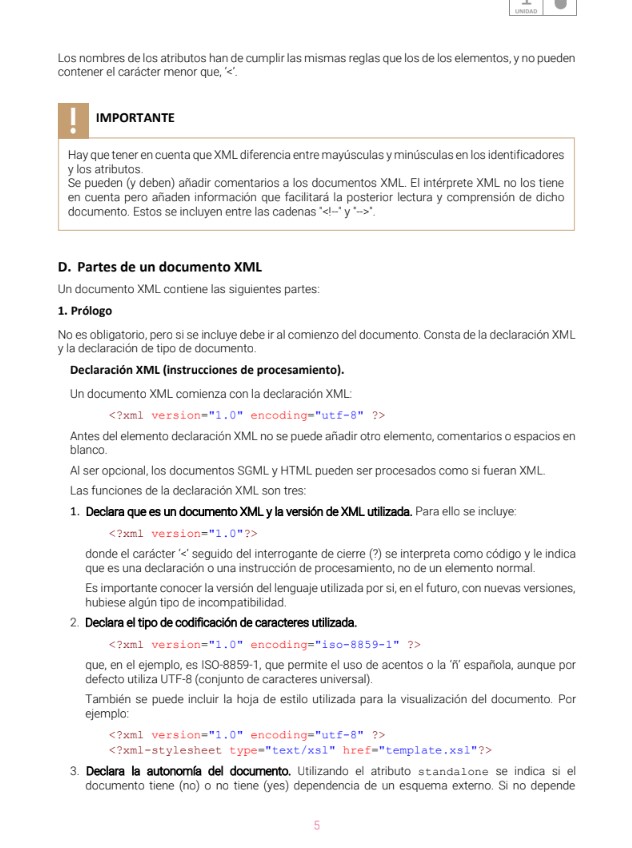 UNIDAD
Los nombres de los atributos han de cumplir las mismas reglas que los de los elementos, y no pueden
contener el carácter menor que, '<'.
!
IMPORTANTE
Hay que tener en cuenta que XML diferencia entre mayúsculas y minúsculas en los identificadores
y los atributos.
Se pueden (y deben) añadir comentarios a los documentos XML. El intérprete XML no los tiene
en cuenta pero añaden información que facilitará la posterior lectura y comprensión de dicho
documento. Estos se incluyen entre las cadenas "<!--" y "-->".
D. Partes de un documento XML
Un documento XML contiene las siguientes partes:
1. Prólogo
No es obligatorio, pero si se incluye debe ir al comienzo del documento. Consta de la declaración XML
y la declaración de tipo de documento.
Declaración XML (instrucciones de procesamiento).
Un documento XML comienza con la declaración XML:
<?xml version="1.0" encoding="utf-8" ?>
Antes del elemento declaración XML no se puede añadir otro elemento, comentarios o espacios en
blanco.
Al ser opcional, los documentos SGML y HTML pueden ser procesados como si fueran XML.
Las funciones de la declaración XML son tres:
1. Declara que es un documento XML y la versión de XML utilizada. Para ello se incluye:
<?xml version="1.0"?>
donde el carácter '<' seguido del interrogante de cierre (?) se interpreta como código y le indica
que es una declaración o una instrucción de procesamiento, no de un elemento normal.
Es importante conocer la versión del lenguaje utilizada por si, en el futuro, con nuevas versiones,
hubiese algún tipo de incompatibilidad.
2. Declara el tipo de codificación de caracteres utilizada.
<?xml version="1.0" encoding="iso-8859-1" ?>
que, en el ejemplo, es ISO-8859-1, que permite el uso de acentos o la 'ñ' española, aunque por
defecto utiliza UTF-8 (conjunto de caracteres universal).
También se puede incluir la hoja de estilo utilizada para la visualización del documento. Por
ejemplo:
<?xml version="1.0" encoding="utf-8" ?>
<?xml-stylesheet type="text/xsl" href="template.xsl"?>
3. Declara la autonomía del documento. Utilizando el atributo standalone se indica si el
documento tiene (no) o no tiene (yes) dependencia de un esquema externo. Si no depende
5